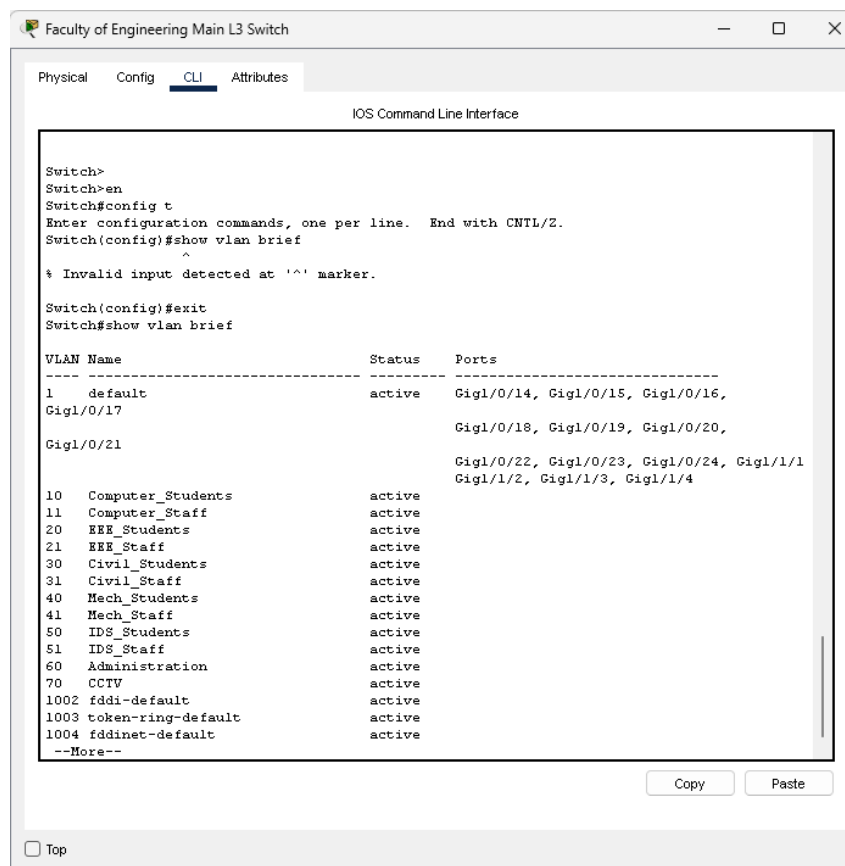 Faculty of Engineering Main L3 Switch
Physical Config CLI Attributes
IOS Command Line Interface
Switch>
Switch>en
Switch#config t
Enter configuration commands, one per line.  End with CNTL/Z.
Switch(config)#show vlan brief
^
% Invalid input detected at '^' marker.
Switch(config)#exit
Switch#show vlan brief
VLAN Name                             Status    Ports
---- -------------------------------- --------- -------------------------------
1    default                          active    Gig1/0/14, Gig1/0/15, Gig1/0/16,
Gig1/0/17
Gig1/0/18, Gig1/0/19, Gig1/0/20,
Gig1/0/21
Gig1/0/22, Gig1/0/23, Gig1/0/24, Gig1/1/1
Gig1/1/2, Gig1/1/3, Gig1/1/4
10   Computer_Students                active
11   Computer_Staff                   active
20   EEE_Students                     active
21   EEE_Staff                        active
30   Civil_Students                   active
31   Civil_Staff                      active
40   Mech_Students                    active
41   Mech_Staff                       active
50   IDS_Students                     active
51   IDS_Staff                        active
60   Administration                   active
70   CCTV                             active
1002 fddi-default                     active
1003 token-ring-default               active
1004 fddinet-default                  active
--More--
Copy Paste
Top